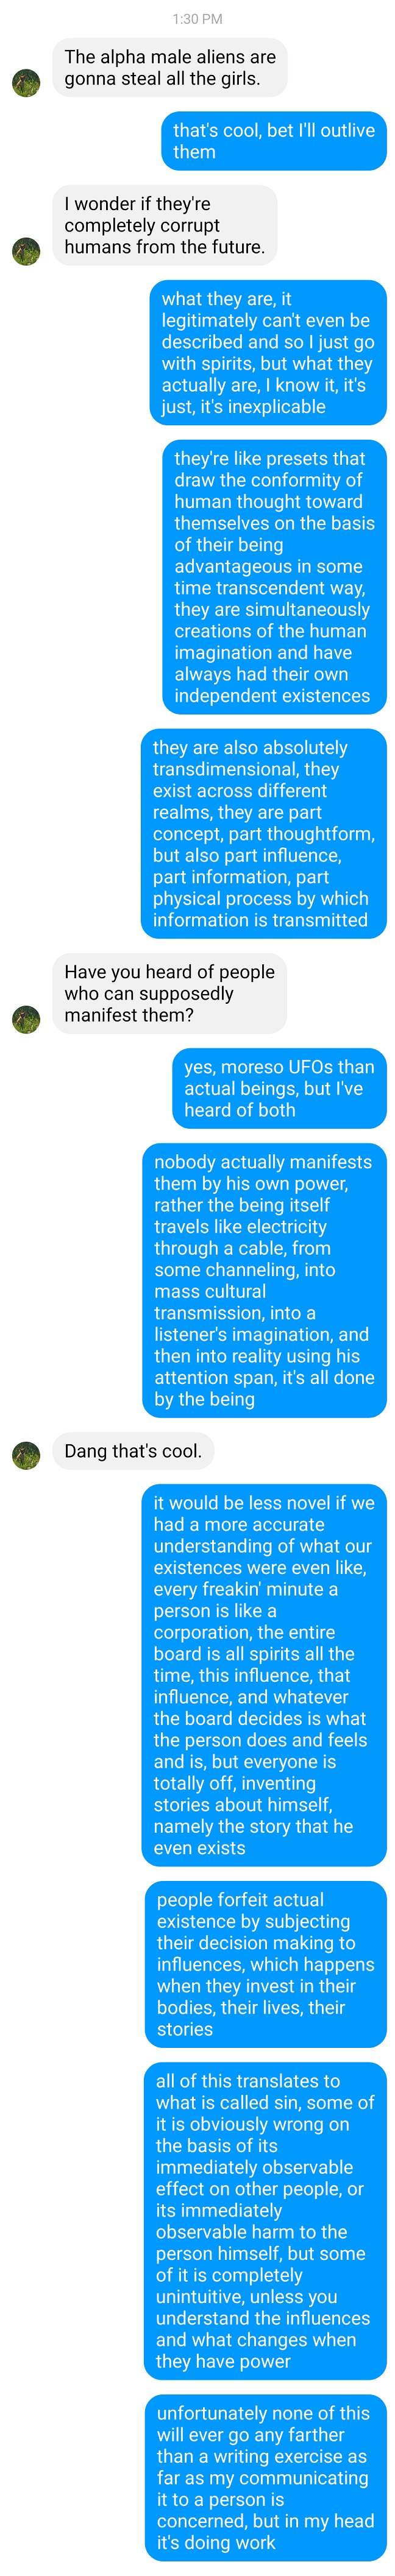 1:30 PM
The alpha male aliens are
gonna steal all the girls.
that's cool, bet I'll outlive
them
I wonder if they're
completely corrupt
humans from the future.
what they are, it
legitimately can't even be
described and so I just go
with spirits, but what they
actually are, I know it, it's
just, it's inexplicable
they're like presets that
draw the conformity of
human thought toward
themselves on the basis
of their being
advantageous in some
time transcendent way,
they are simultaneously
creations of the human
imagination and have
always had their own
independent existences
they are also absolutely
transdimensional, they
exist across different
realms, they are part
concept, part thoughtform,
but also part influence,
part information, part
physical process by which
information is transmitted
Have you heard of people
who can supposedly
manifest them?
yes, moreso UFOs than
actual beings, but I've
heard of both
nobody actually manifests
them by his own power,
rather the being itself
travels like electricity
through a cable, from
some channeling, into
mass cultural
transmission, into a
listener's imagination, and
then into reality using his
attention span, it's all done
by the being
Dang that's cool.
it would be less novel if we
had a more accurate
understanding of what our
existences were even like,
every freakin' minute a
person is like a
corporation, the entire
board is all spirits all the
time, this influence, that
influence, and whatever
the board decides is what
the person does and feels
and is, but everyone is
totally off, inventing
stories about himself,
namely the story that he
even exists
people forfeit actual
existence by subjecting
their decision making to
influences, which happens
when they invest in their
bodies, their lives, their
stories
all of this translates to
what is called sin, some of
it is obviously wrong on
the basis of its
immediately observable
effect on other people, or
its immediately
observable harm to the
person himself, but some
of it is completely
unintuitive, unless you
understand the influences
and what changes when
they have power
unfortunately none of this
will ever go any farther
than a writing exercise as
far as my communicating
it to a person is
concerned, but in my head
it's doing work